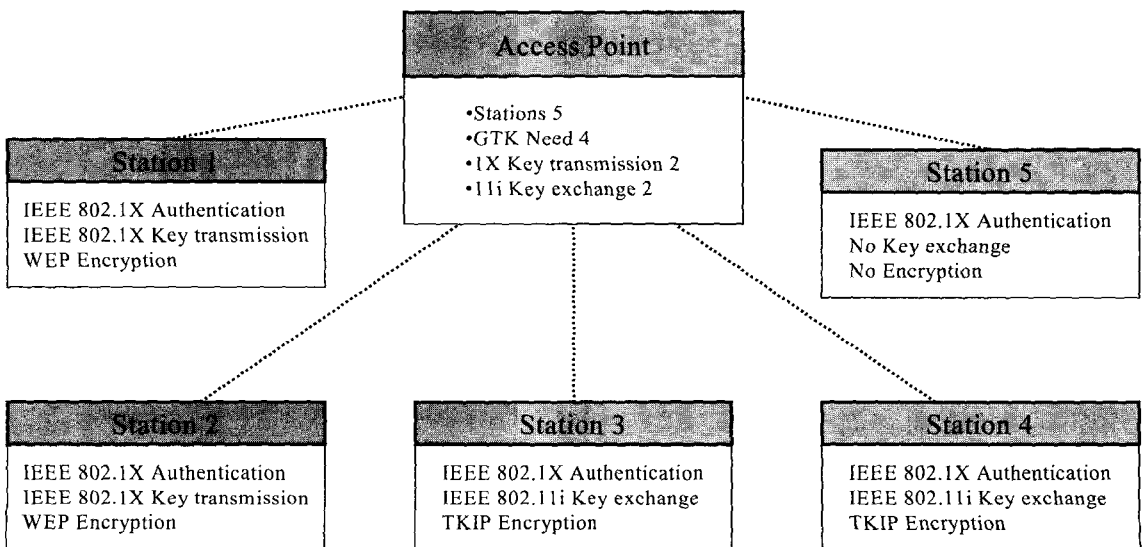 Access Point
•Stations 5
•GTK Need 4
•1X Key transmission 2
•11i Key exchange 2
Station 1
IEEE 802.1X Authentication
IEEE 802.1X Key transmission
WEP Encryption
Station 5
IEEE 802.1X Authentication
No Key exchange
No Encryption
Station 2
IEEE 802.1X Authentication
IEEE 802.1X Key transmission
WEP Encryption
Station 3
IEEE 802.1X Authentication
IEEE 802.11i Key exchange
TKIP Encryption
Station 4
IEEE 802.1X Authentication
IEEE 802.11i Key exchange
TKIP Encryption